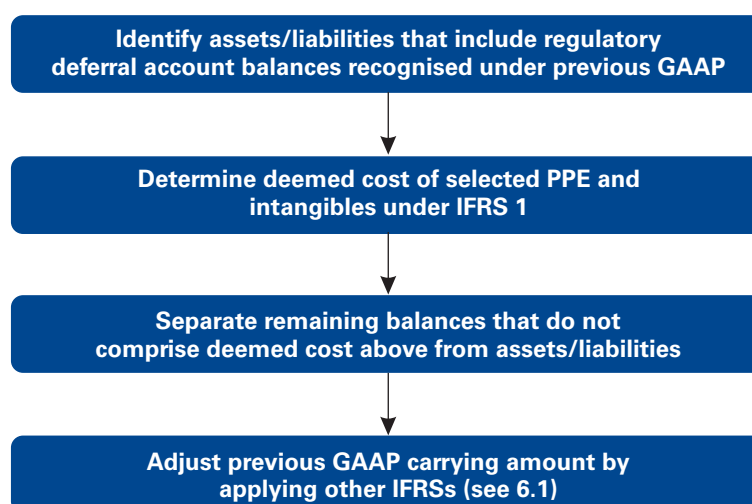 Identify assets/liabilities that include regulatory
deferral account balances recognised under previous GAAP
Determine deemed cost of selected PPE and
intangibles under IFRS 1
Separate remaining balances that do not
comprise deemed cost above from assets/liabilities
Adjust previous GAAP carrying amount by
applying other IFRSs (see 6.1)